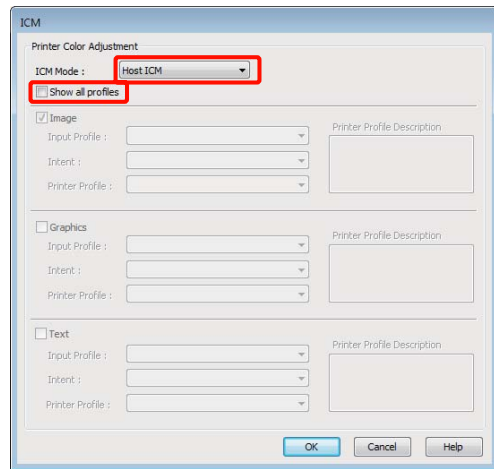 ICM
Printer Color Adjustment
ICM Mode : Host ICM
Show all profiles
Image
Input Profile : Printer Profile Description
Intent :
Printer Profile :
Graphics
Input Profile : Printer Profile Description
Intent :
Printer Profile :
Text
Input Profile : Printer Profile Description
Intent :
Printer Profile :
OK Cancel Help